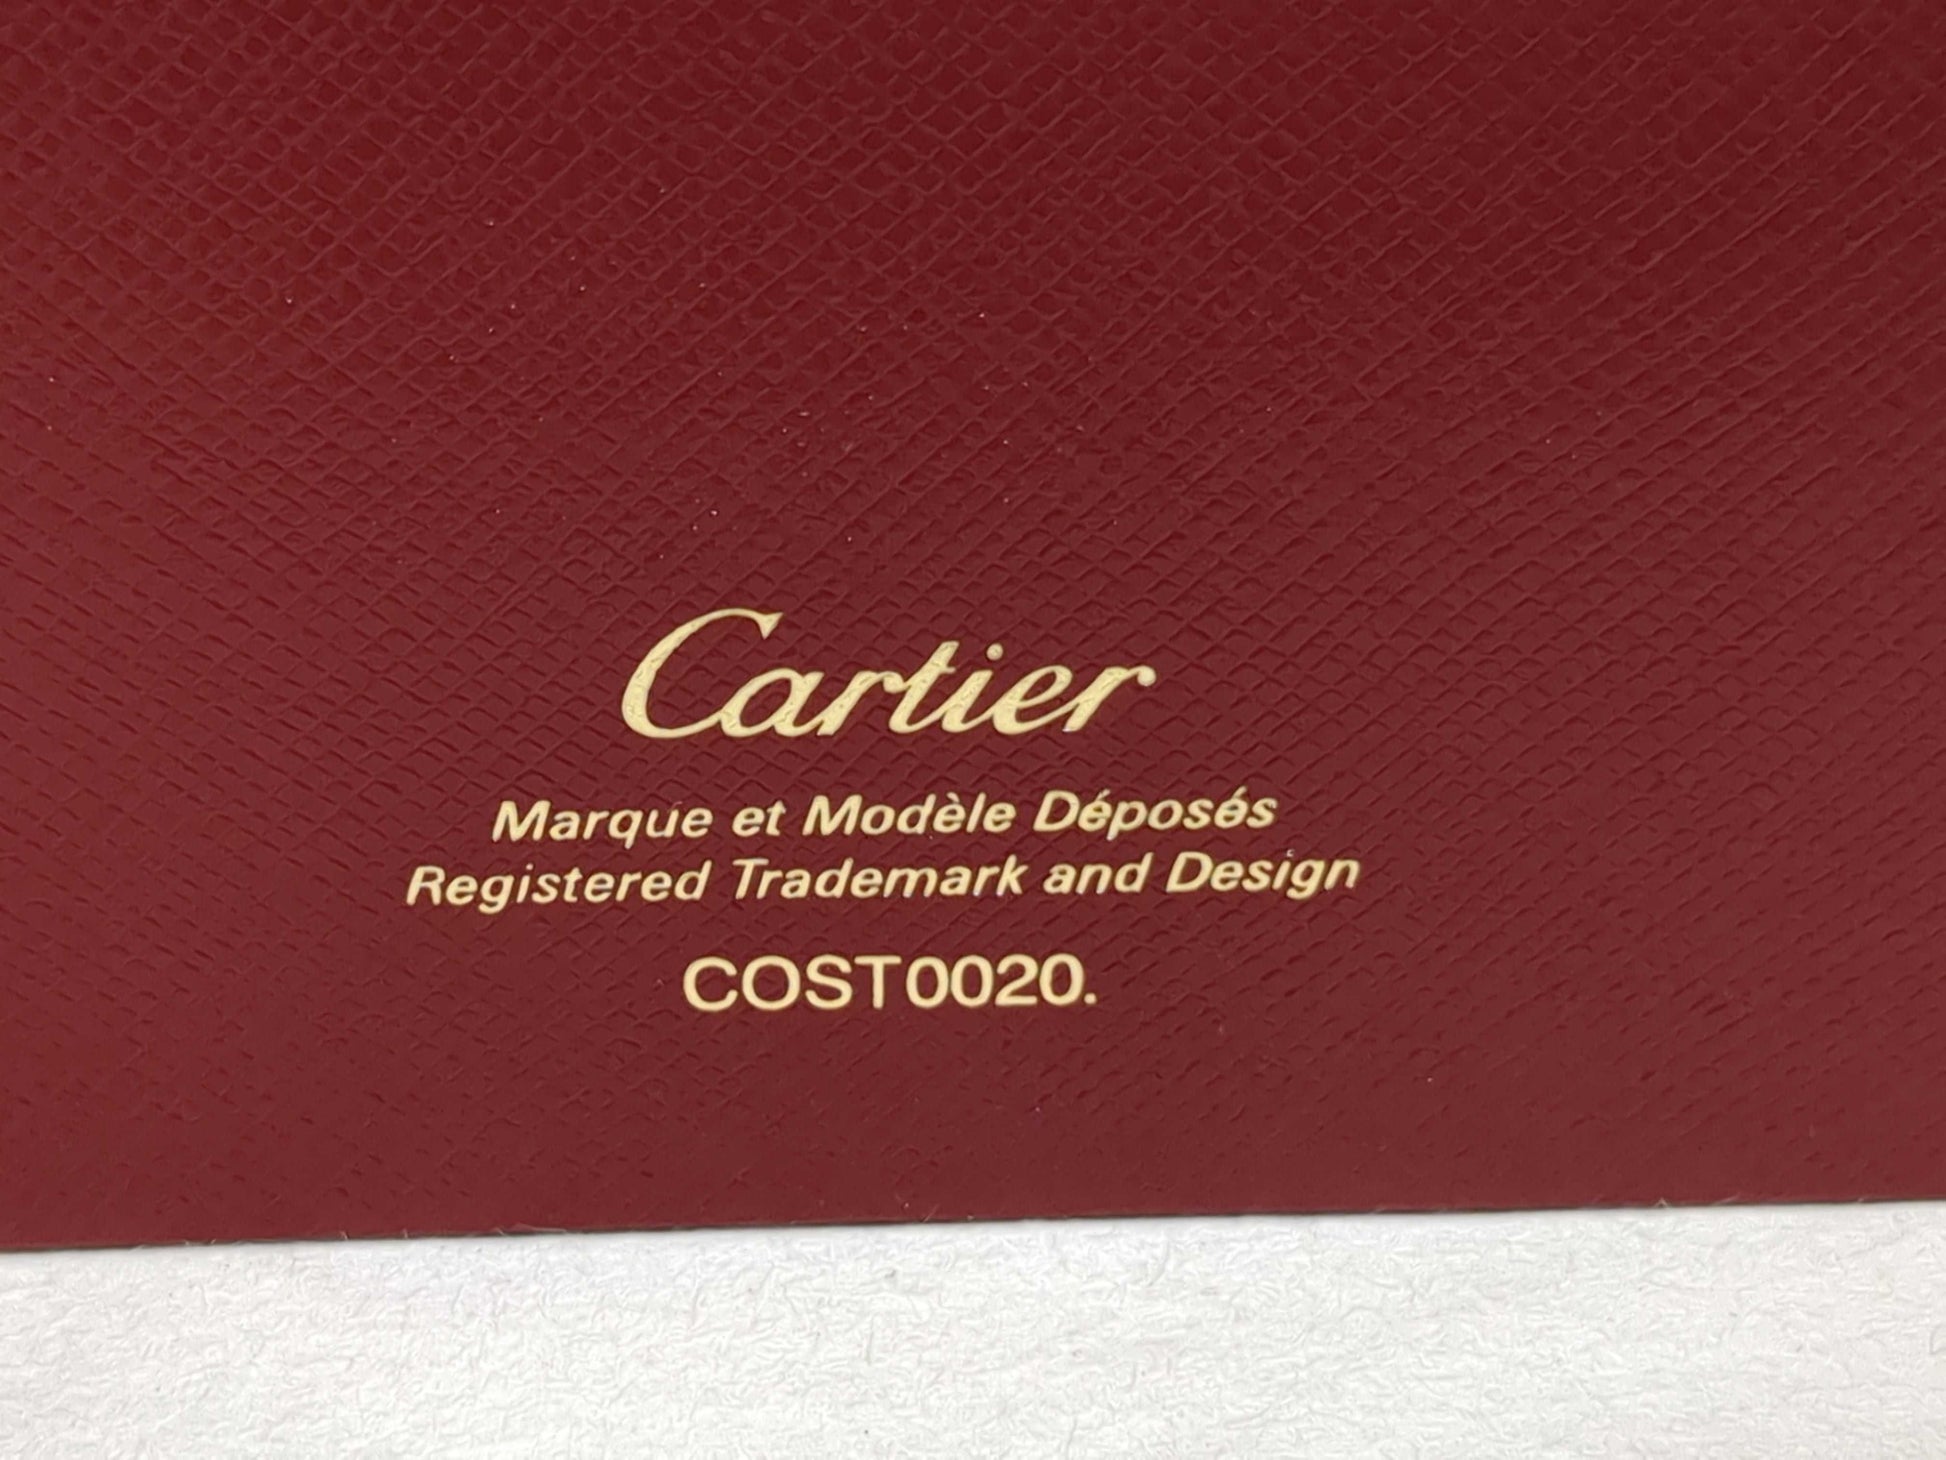 Cartier
Marque et Modèle Déposés
Registered Trademark and Design
COST0020.